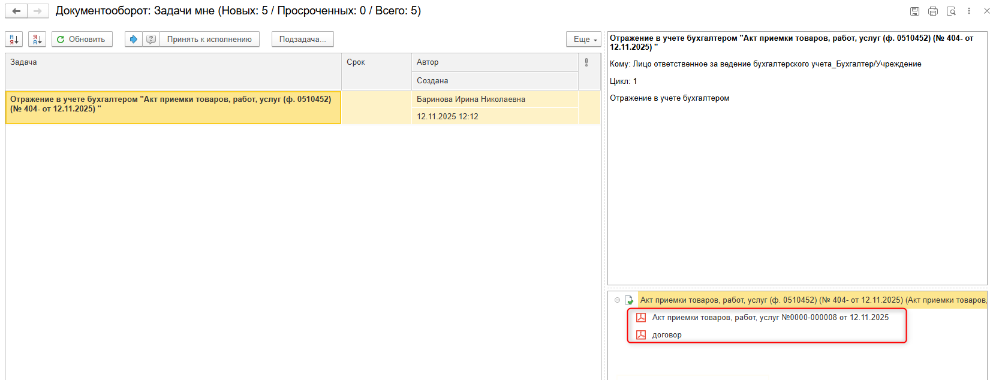 Документооборот: Задачи мне (Новых: 5 / Просроченных: 0 / Всего: 5)
Обновить
Принять к исполнению
Подзадача...
Еще
Задача
Срок
Автор
Создана
Отражение в учете бухгалтером "Акт приемки товаров, работ, услуг (ф. 0510452)
(№ 404- от 12.11.2025) "
Баринова Ирина Николаевна
12.11.2025 12:12
Отражение в учете бухгалтером "Акт приемки товаров, работ, услуг (ф. 0510452) (№ 404- от
12.11.2025) "
Кому: Лицо ответственное за ведение бухгалтерского учета_Бухгалтер/Учреждение
Цикл: 1
Отражение в учете бухгалтером
Акт приемки товаров, работ, услуг (ф. 0510452) (№ 404- от 12.11.2025) (Акт приемки товаров,
Акт приемки товаров, работ, услуг №0000-000008 от 12.11.2025
договор